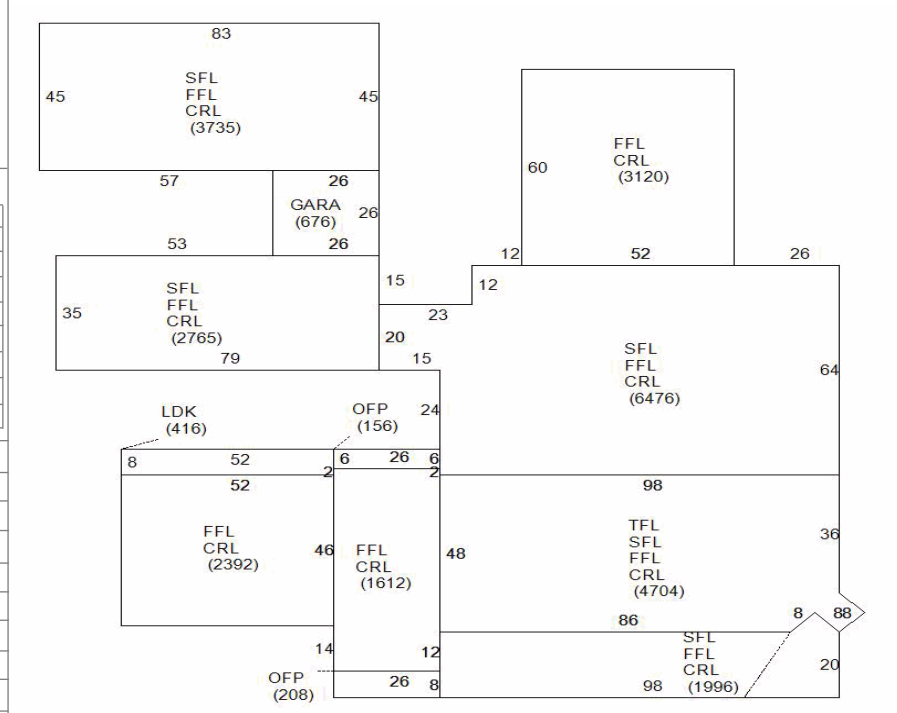 83
SFL
45
FFL
45
CRL
(3735)
57
26
GARA
26
(676)
53
26
FFL
60
CRL
(3120)
12
52
26
15
12
23
SFL
35
FFL
CRL
(2765)
20
79
15
SFL
FFL
64
CRL
(6476)
24
LDK
(416)
OFP
(156)
8
52
6
26
6
2
2
52
98
FFL
CRL
(2392)
46
FFL
CRL
(1612)
48
TFL
SFL
36
FFL
CRL
(4704)
86
8
88
14
12
SFL
FFL
CRL
(1996)
20
OFP
(208)
26
8
98